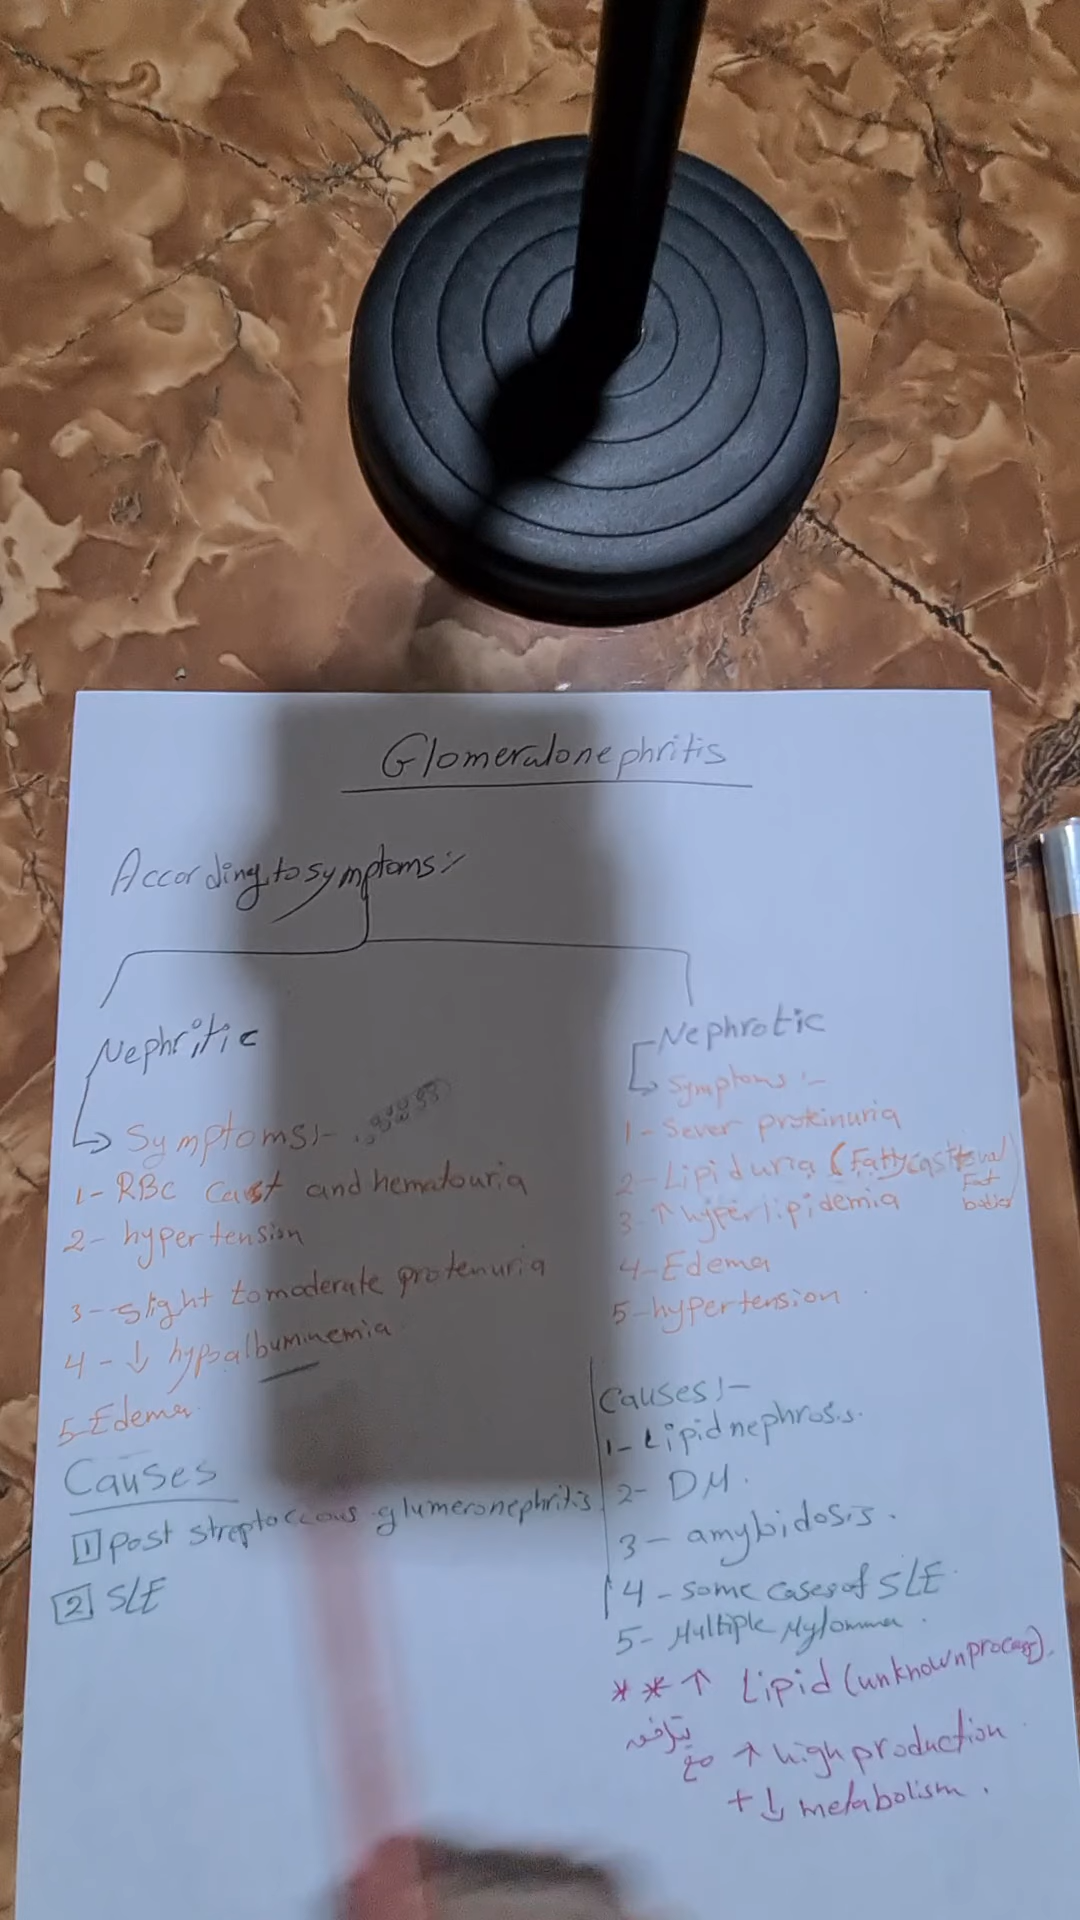 Glomeralonephritis
According to symptoms:-
Nephritic
Symptoms:-
1- RBC Cast and hematouria
2- hypertension
3- slight to moderate protenuria
4- ↓ hypoalbuminemia
5- Edema
Causes
1 post streptoccous glumeronephritis
2 SLE
Nephrotic
Symptoms :-
1- Sever protinuria
2- Lipiduria (Fatty cast
Fat
3- ↑ hyperlipidemia
4- Edema
5- hypertension
Causes:-
1- Lipid nephrosis.
2- DM.
3- amyloidosis.
4- some cases of SLE
5- Multiple Mylomma.
** ↑ Lipid (unknown process).
↑ high production
+ ↓ metabolism.